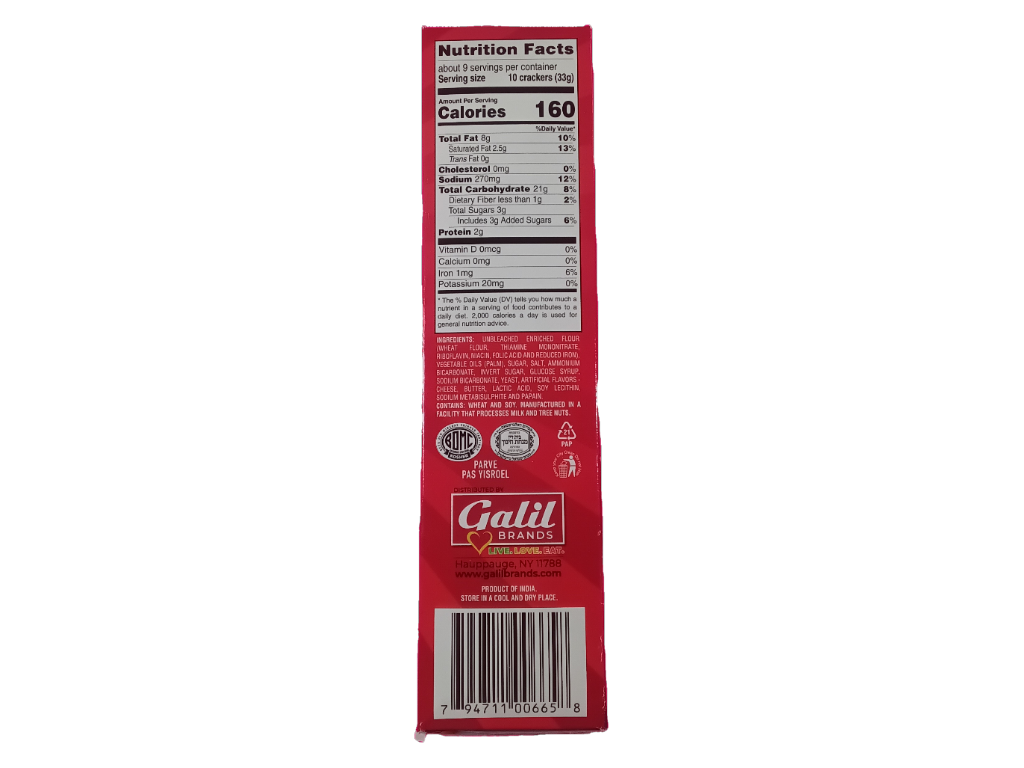 Nutrition Facts
about 9 servings per container
Serving size 10 crackers (33g)
Amount Per Serving
Calories 160
%Daily Value*
Total Fat 8g 10%
Saturated Fat 2.5g 13%
Trans Fat 0g
Cholesterol 0mg 0%
Sodium 270mg 12%
Total Carbohydrate 21g 8%
Dietary Fiber less than 1g 2%
Total Sugars 3g
Includes 3g Added Sugars 6%
Protein 2g
Vitamin D 0mcg 0%
Calcium 0mg 0%
Iron 1mg 6%
Potassium 20mg 0%
* The % Daily Value (DV) tells you how much a
nutrient in a serving of food contributes to a
daily diet. 2,000 calories a day is used for
general nutrition advice.
INGREDIENTS: UNBLEACHED ENRICHED FLOUR
(WHEAT FLOUR, THIAMINE MONONITRATE,
RIBOFLAVIN, NIACIN, FOLIC ACID AND REDUCED IRON),
VEGETABLE OILS (PALM), SUGAR, SALT, AMMONIUM
BICARBONATE, INVERT SUGAR, GLUCOSE SYRUP,
SODIUM BICARBONATE, YEAST, ARTIFICIAL FLAVORS -
CHEESE, BUTTER, LACTIC ACID, SOY LECITHIN,
SODIUM METABISULPHITE AND PAPAIN.
CONTAINS: WHEAT AND SOY. MANUFACTURED IN A
FACILITY THAT PROCESSES MILK AND TREE NUTS.
BDMC
KOSHER
21
PAP
PARVE
PAS YISROEL
DISTRIBUTED BY
Galil
BRANDS
LIVE. LOVE. EAT.
Hauppauge, NY 11788
www.galilbrands.com
PRODUCT OF INDIA.
STORE IN A COOL AND DRY PLACE.
7 94711 00665 8